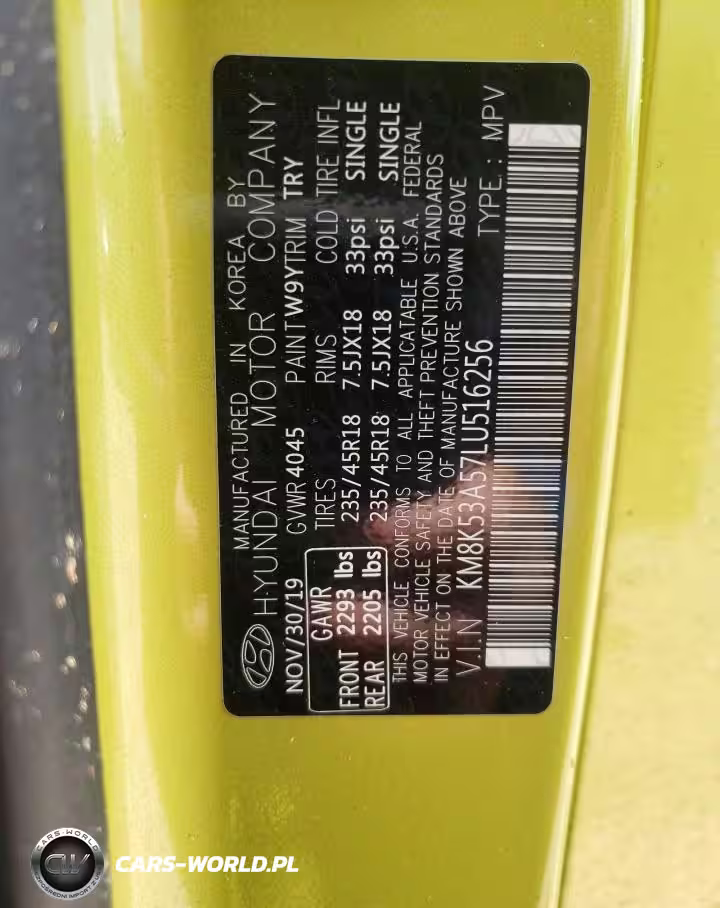 MANUFACTURED IN KOREA BY
HYUNDAI MOTOR COMPANY
NOV/30/19 GVWR 4045 PAINT W9Y TRIM TRY
GAWR TIRES RIMS COLD TIRE INFL
FRONT 2293 lbs 235/45R18 7.5JX18 33psi SINGLE
REAR 2205 lbs 235/45R18 7.5JX18 33psi SINGLE
THIS VEHICLE CONFORMS TO ALL APPLICATABLE U.S.A. FEDERAL
MOTOR VEHICLE SAFETY AND THEFT PREVENTION STANDARDS
IN EFFECT ON THE DATE OF MANUFACTURE SHOWN ABOVE
V.I.N KM8K53A57LU516256 TYPE : MPV
CARS-WORLD
CW
CARS-WORLD.PL